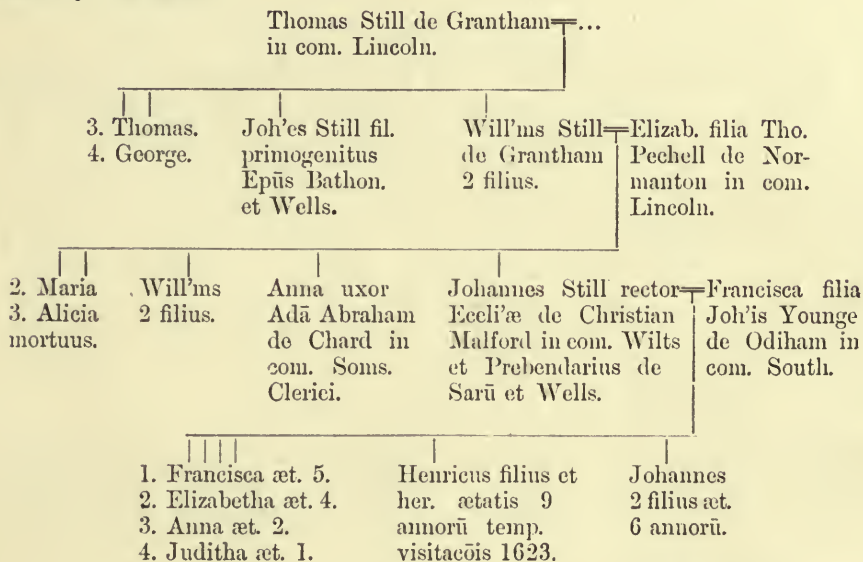 Thomas Still de Grantham=...
in com. Lincoln.
3. Thomas.
4. George.
Joh'es Still fil.
primogenitus
Epūs Bathon.
et Wells.
Will'ms Still=
de Grantham
2 filius.
Elizab. filia Tho.
Pechell de Nor-
manton in com.
Lincoln.
2. Maria
3. Alicia
mortuus.
Will'ms
2 filius.
Anna uxor
Adā Abraham
de Chard in
com. Soms.
Clerici.
Johannes Still rector=
Eccli'æ de Christian
Malford in com. Wilts
et Prebendarius de
Sarū et Wells.
Francisca filia
Joh'is Younge
de Odiham in
com. South.
1. Francisca æt. 5.
2. Elizabetha æt. 4.
3. Anna æt. 2.
4. Juditha æt. 1.
Henricus filius et
her. ætatis 9
annorū temp.
visitacōis 1623.
Johannes
2 filius æt.
6 annorū.